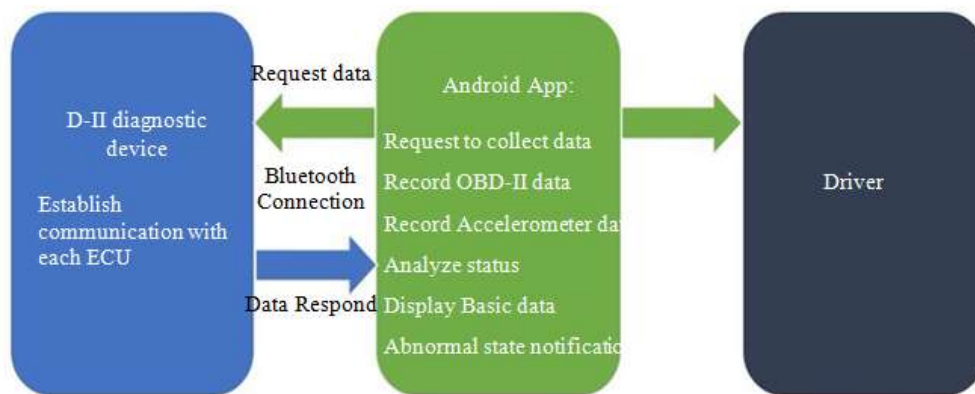 D-II diagnostic
device
Establish
communication with
each ECU
Request data
Bluetooth
Connection
Data Respond
Android App:
Request to collect data
Record OBD-II data
Record Accelerometer da
Analyze status
Display Basic data
Abnormal state notificatio
Driver